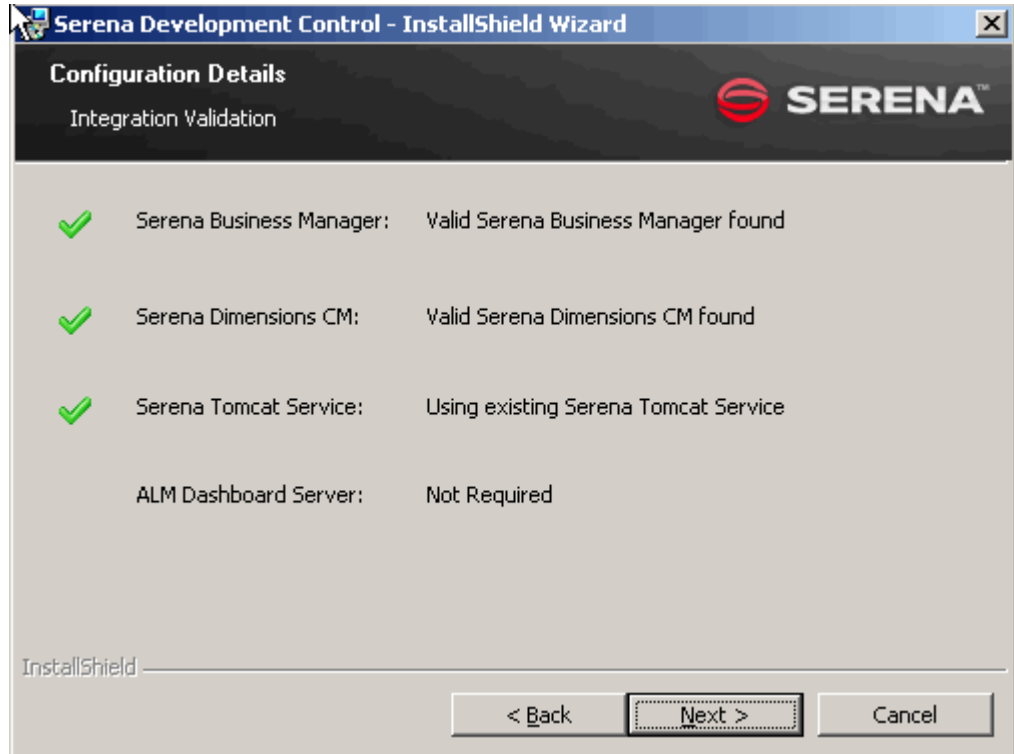 Serena Development Control - InstallShield Wizard
Configuration Details
Integration Validation
SERENA™
Serena Business Manager: Valid Serena Business Manager found
Serena Dimensions CM: Valid Serena Dimensions CM found
Serena Tomcat Service: Using existing Serena Tomcat Service
ALM Dashboard Server: Not Required
InstallShield
< Back Next > Cancel